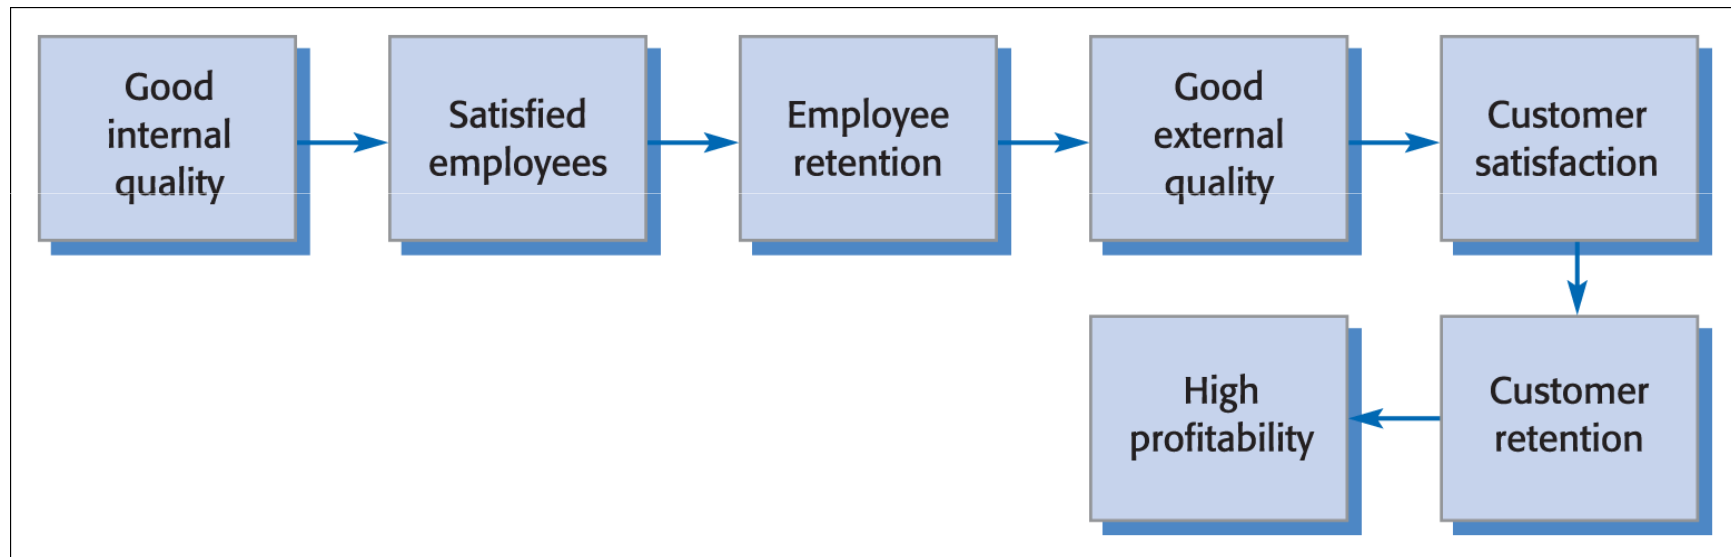 Good
internal
quality
Satisfied
employees
Employee
retention
Good
external
quality
Customer
satisfaction
High
profitability
Customer
retention